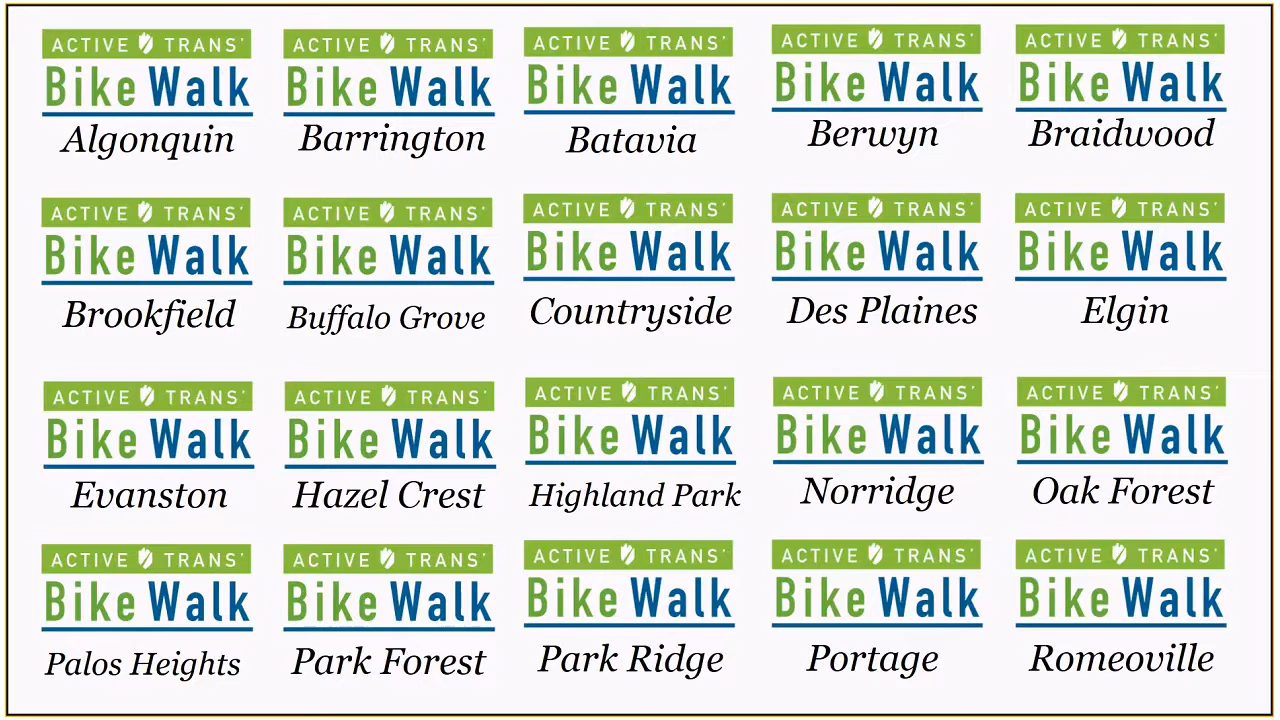 ACTIVE TRANS' ACTIVE TRANS' ACTIVE TRANS' ACTIVE TRANS' ACTIVE TRANS'
Bike Walk Bike Walk Bike Walk Bike Walk Bike Walk
Algonquin Barrington Batavia Berwyn Braidwood
ACTIVE TRANS' ACTIVE TRANS' ACTIVE TRANS' ACTIVE TRANS' ACTIVE TRANS'
Bike Walk Bike Walk Bike Walk Bike Walk Bike Walk
Brookfield Buffalo Grove Countryside Des Plaines Elgin
ACTIVE TRANS' ACTIVE TRANS' ACTIVE TRANS' ACTIVE TRANS' ACTIVE TRANS'
Bike Walk Bike Walk Bike Walk Bike Walk Bike Walk
Evanston Hazel Crest Highland Park Norridge Oak Forest
ACTIVE TRANS' ACTIVE TRANS' ACTIVE TRANS' ACTIVE TRANS' ACTIVE TRANS'
Bike Walk Bike Walk Bike Walk Bike Walk Bike Walk
Palos Heights Park Forest Park Ridge Portage Romeoville